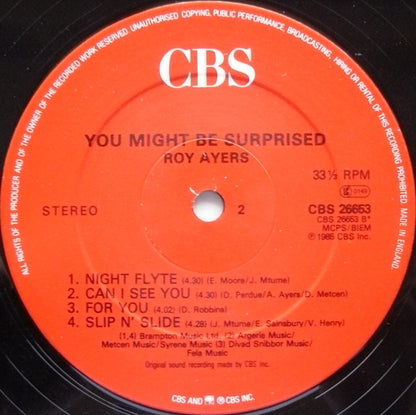 ALL RIGHTS OF THE PRODUCER AND OF THE OWNER OF THE RECORDED WORK RESERVED. UNAUTHORISED COPYING, PUBLIC PERFORMANCE, BROADCASTING, HIRING OR RENTAL OF THIS RECORD PROHIBITED. MADE IN ENGLAND.
CBS
YOU MIGHT BE SURPRISED
ROY AYERS
33⅓ RPM
STEREO 2 CBS 26653
CBS 26653 B*
MCPS/BIEM
℗ 1985 CBS Inc.
1. NIGHT FLYTE (4.30) (E. Moore/J. Mtume)
2. CAN I SEE YOU (4.30) (D. Perdue/A. Ayers/D. Metcen)
3. FOR YOU (4.02) (D. Robbins)
4. SLIP N' SLIDE (4.28) (J. Mtume/E. Sainsbury/V. Henry)
(1,4) Brampton Music Ltd. (2) Argerie Music/
Metcen Music/Syrene Music (3) Divad Snibbor Music/
Fela Music
Original sound recording made by CBS Inc.
CBS AND ARE ® CBS INC.